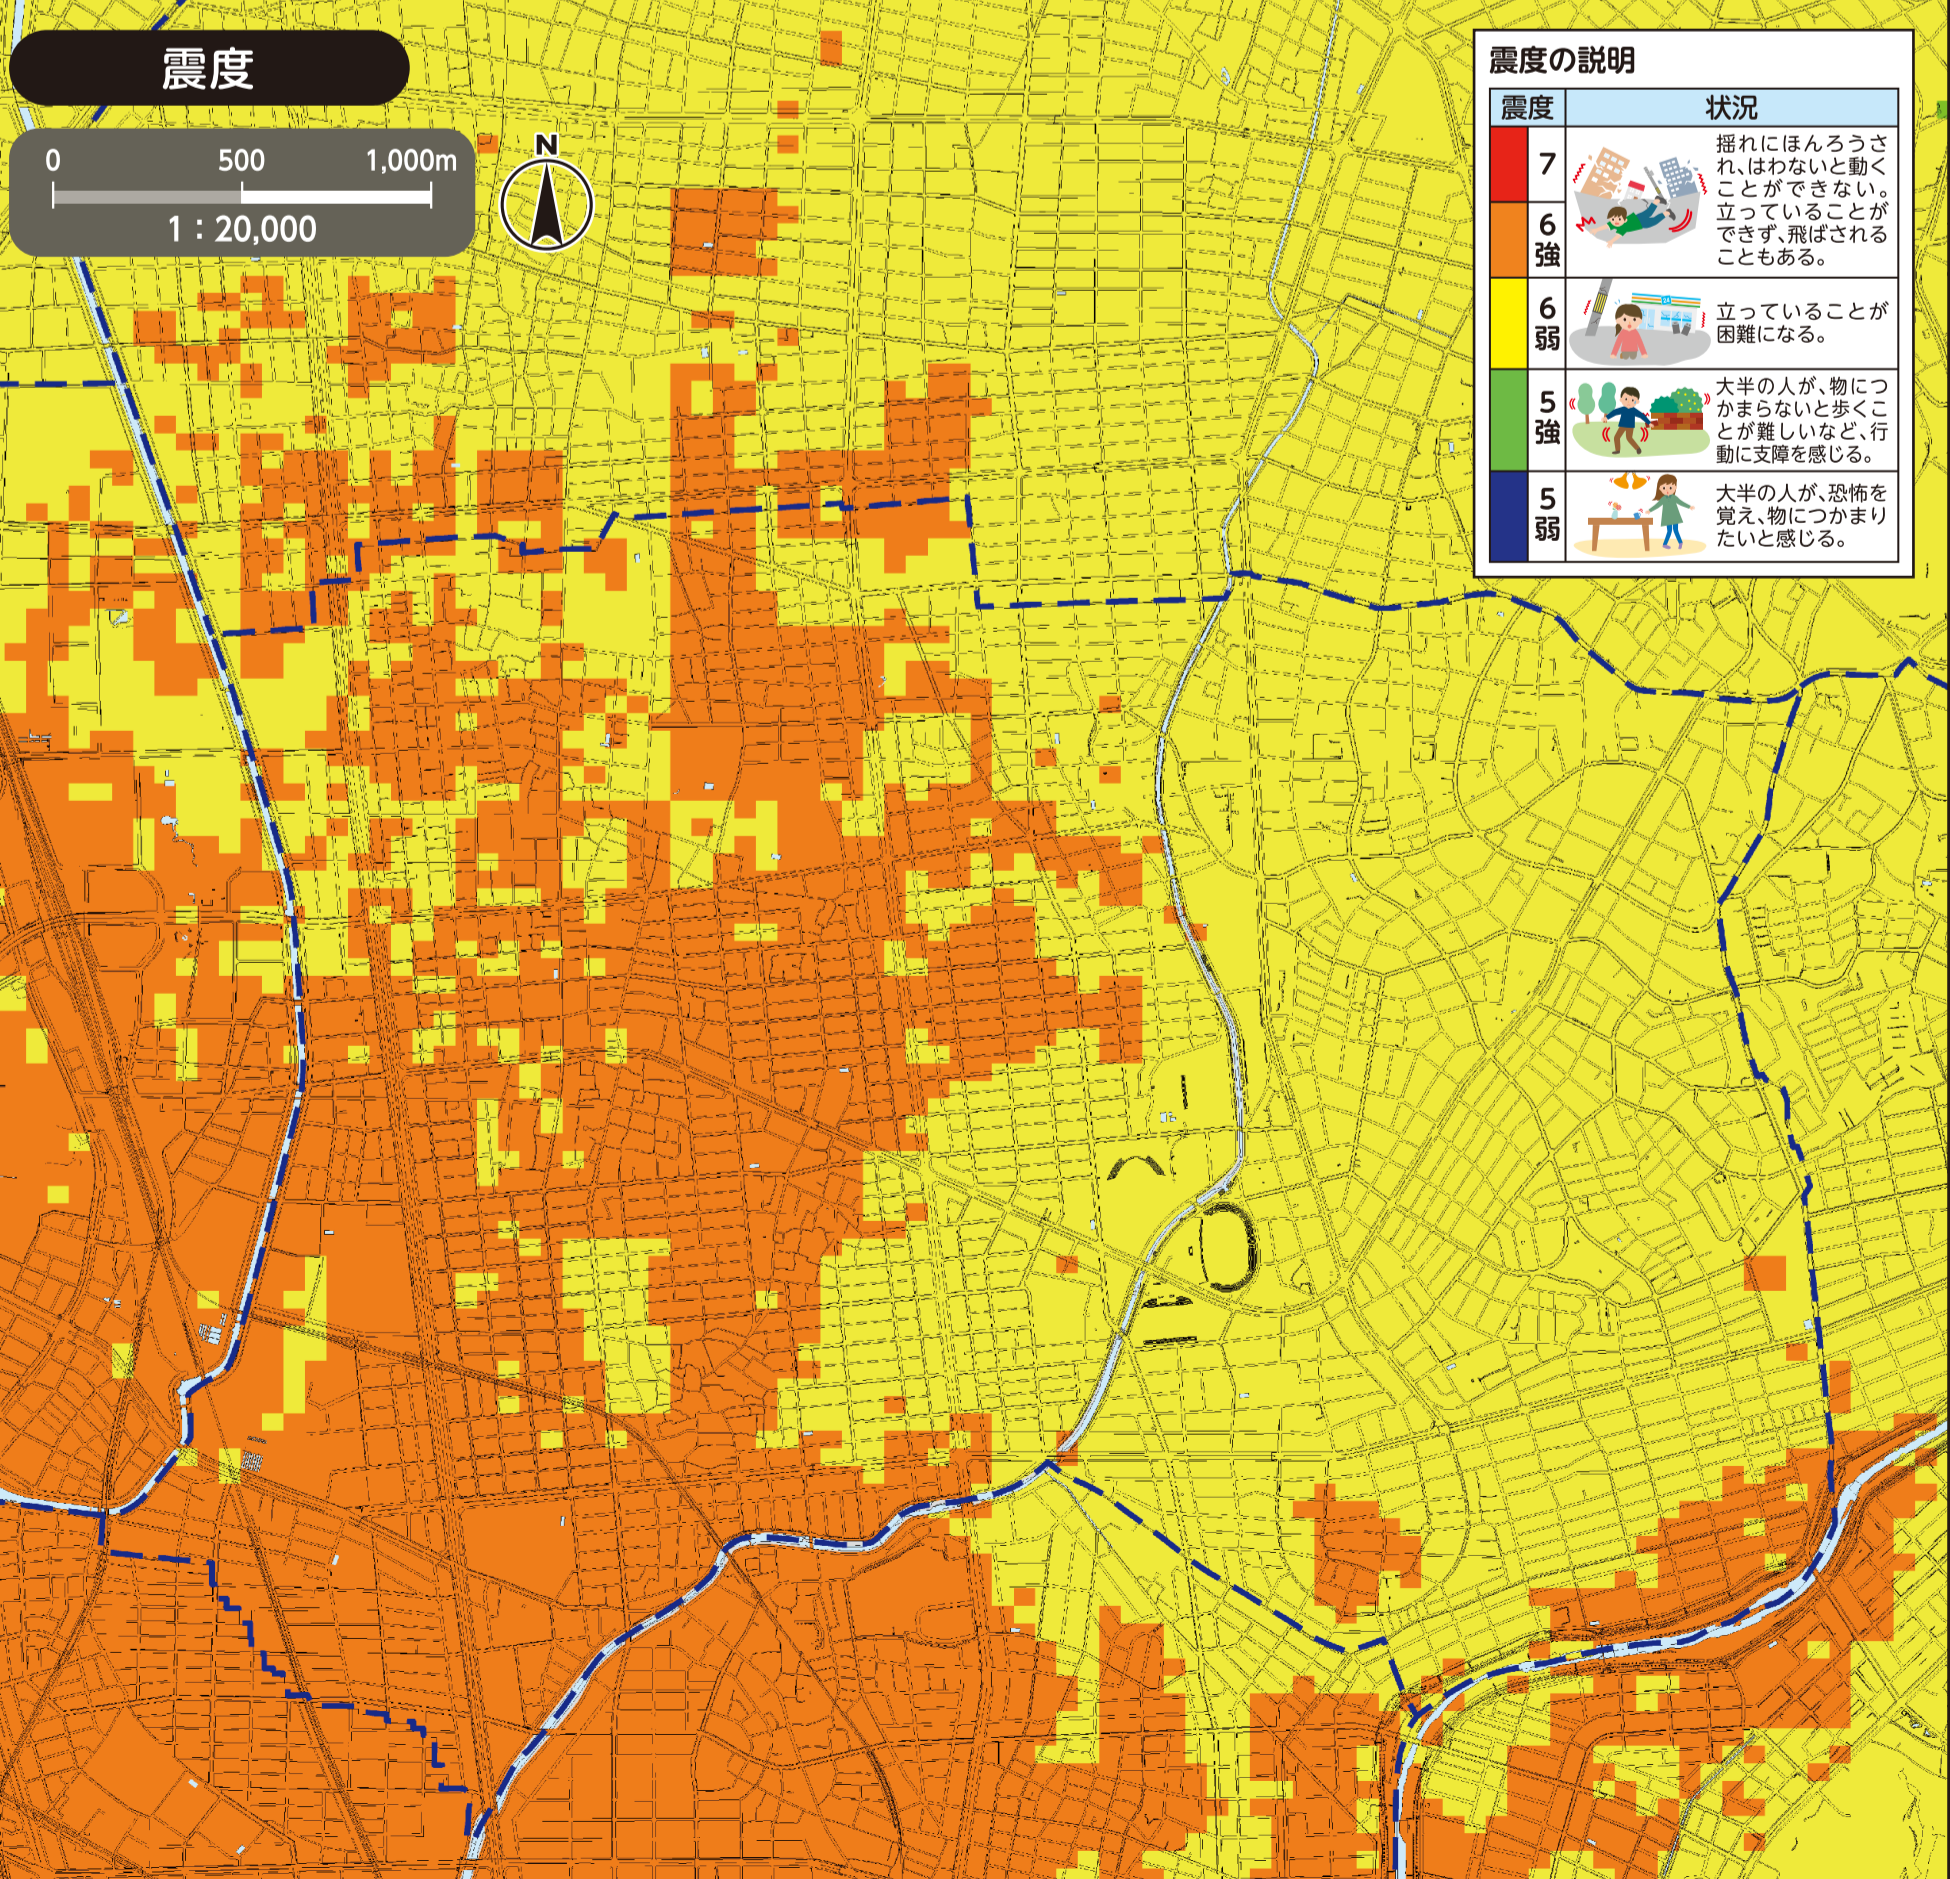 震度
0 500 1,000m
1：20,000
N
震度の説明
震度 状況
7
6強
揺れにほんろうさ
れ、はわないと動く
ことができない。
立っていることが
できず、飛ばされる
こともある。
6弱
立っていることが
困難になる。
5強
大半の人が、物につ
かまらないと歩くこ
とが難しいなど、行
動に支障を感じる。
5弱
大半の人が、恐怖を
覚え、物につかまり
たいと感じる。